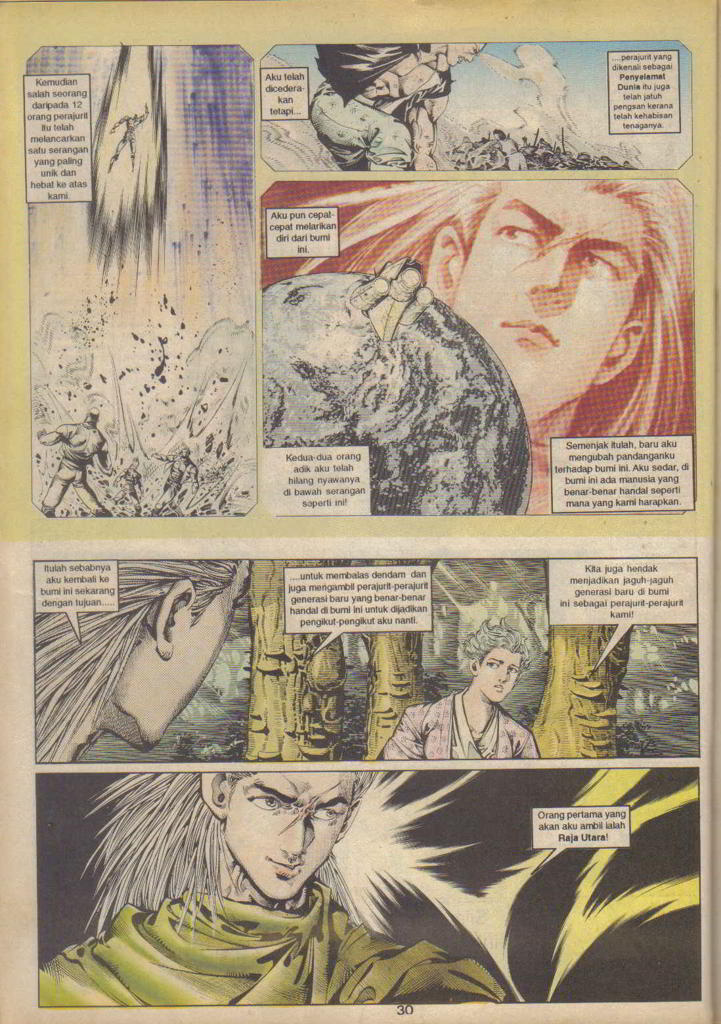 Kemudian
salah seorang
daripada 12
orang perajurit
itu telah
melancarkan
satu serangan
yang paling
unik dan
hebat ke atas
kami.
Aku telah
dicedera-
kan
tetapi...
....perajurit yang
dikenali sebagai
Penyelamat
Dunia itu juga
telah jatuh
pengsan kerana
telah kehabisan
tenaganya.
Aku pun cepat-
cepat melarikan
diri dari bumi
ini.
Kedua-dua orang
adik aku telah
hilang nyawanya
di bawah serangan
seperti ini!
Semenjak itulah, baru aku
mengubah pandanganku
terhadap bumi ini. Aku sedar, di
bumi ini ada manusia yang
benar-benar handal seperti
mana yang kami harapkan.
Itulah sebabnya
aku kembali ke
bumi ini sekarang
dengan tujuan.....
....untuk membalas dendam dan
juga mengambil perajurit-perajurit
generasi baru yang benar-benar
handal di bumi ini untuk dijadikan
pengikut-pengikut aku nanti.
Kita juga hendak
menjadikan jaguh-jaguh
generasi baru di bumi
ini sebagai perajurit-perajurit
kami!
Orang pertama yang
akan aku ambil ialah
Raja Utara!
30